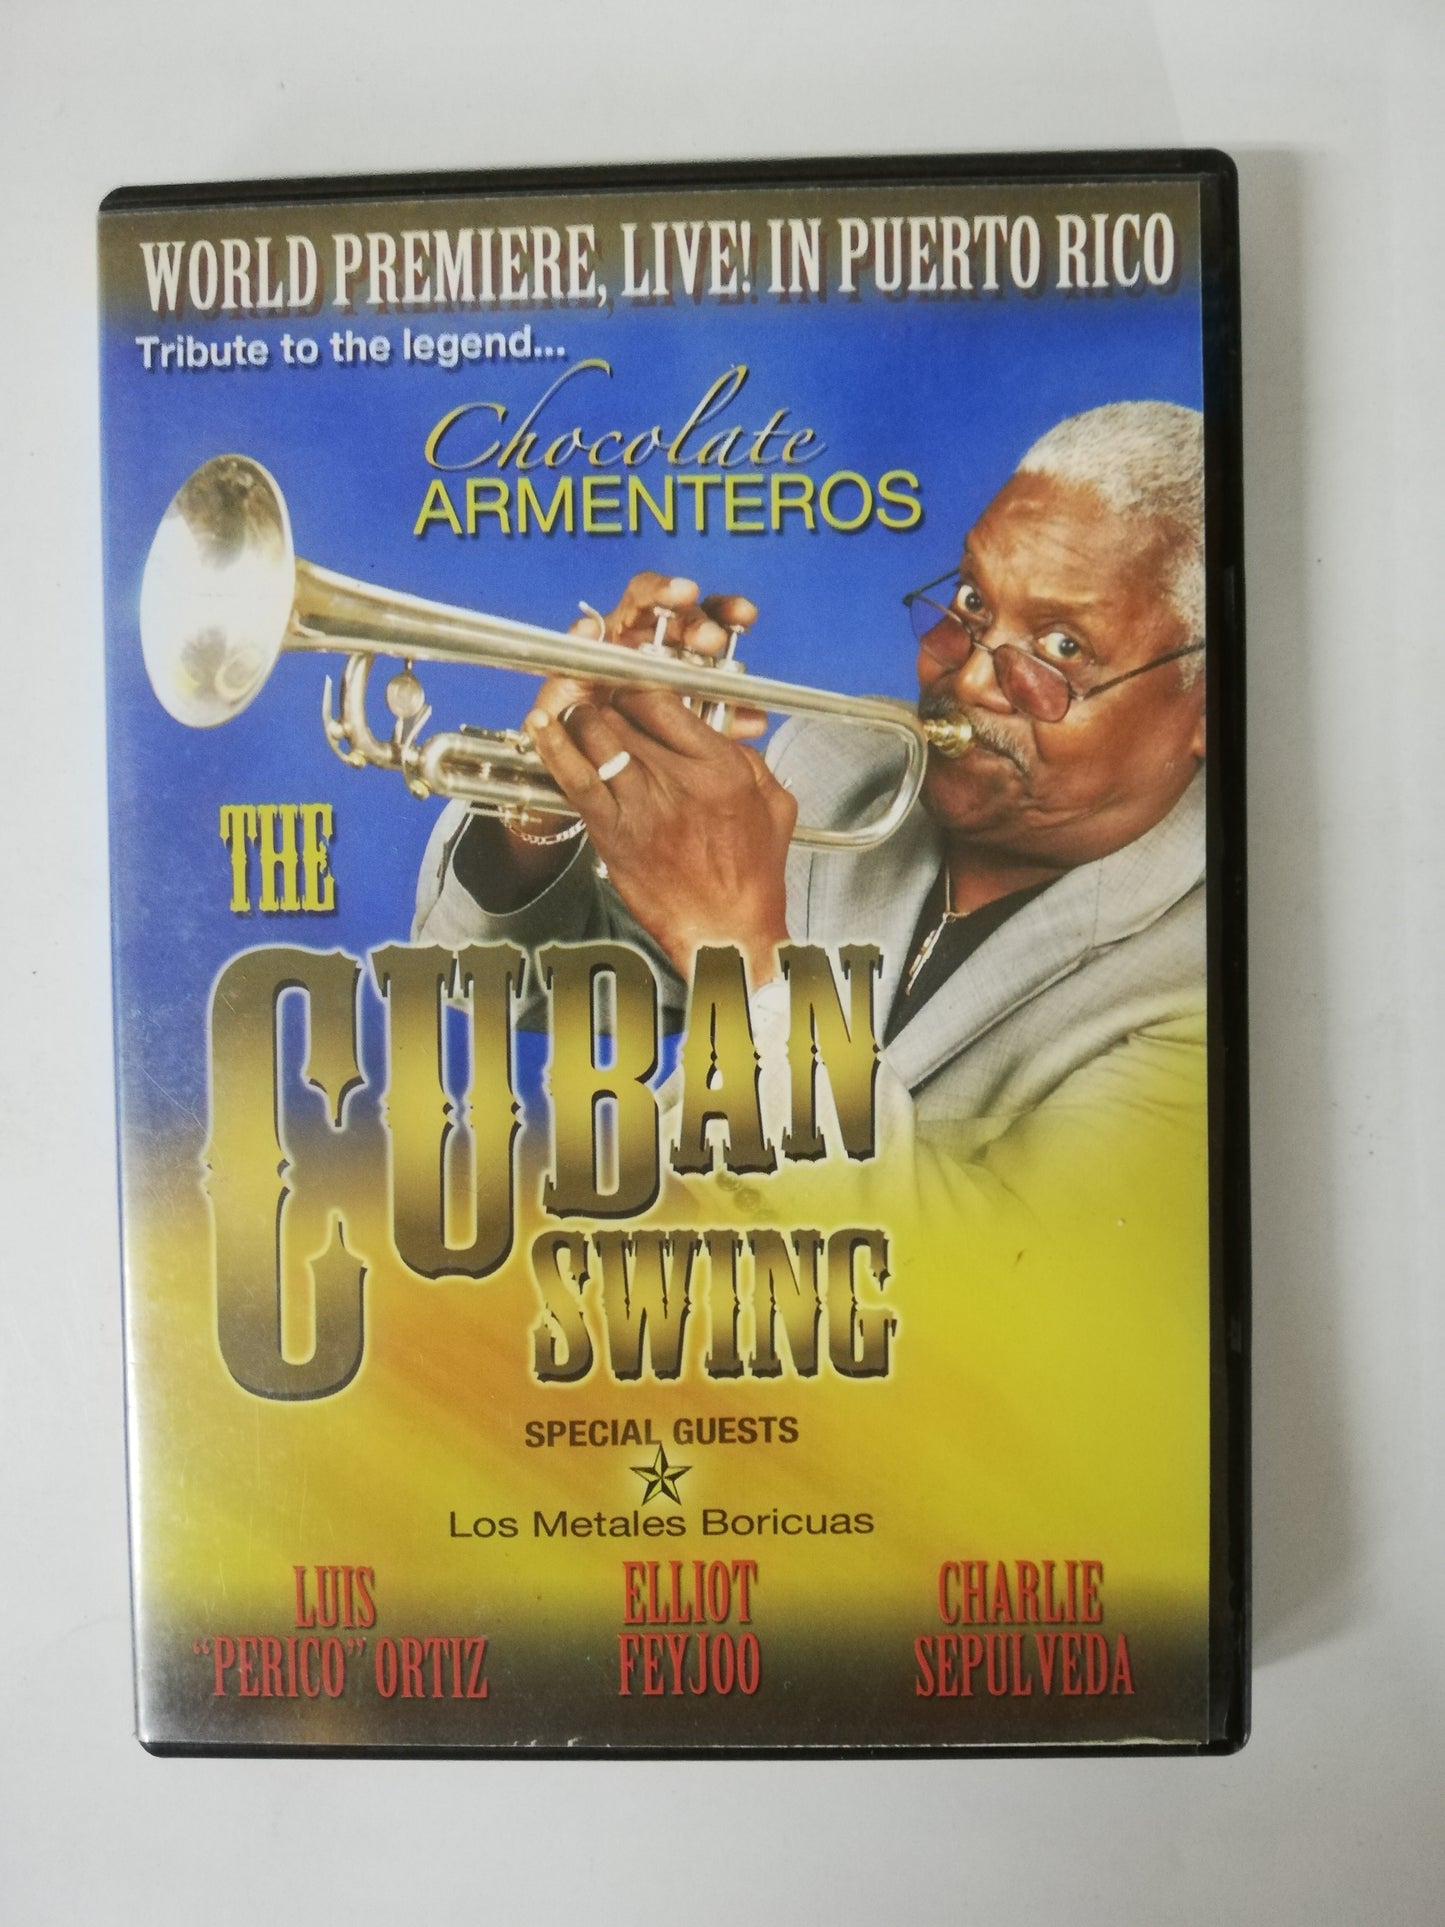 WORLD PREMIERE, LIVE! IN PUERTO RICO
Tribute to the legend...
Chocolate
ARMENTEROS
THE
CUBAN
SWING
SPECIAL GUESTS
Los Metales Boricuas
LUIS
"PERICO" ORTIZ
ELLIOT
FEYJOO
CHARLIE
SEPULVEDA